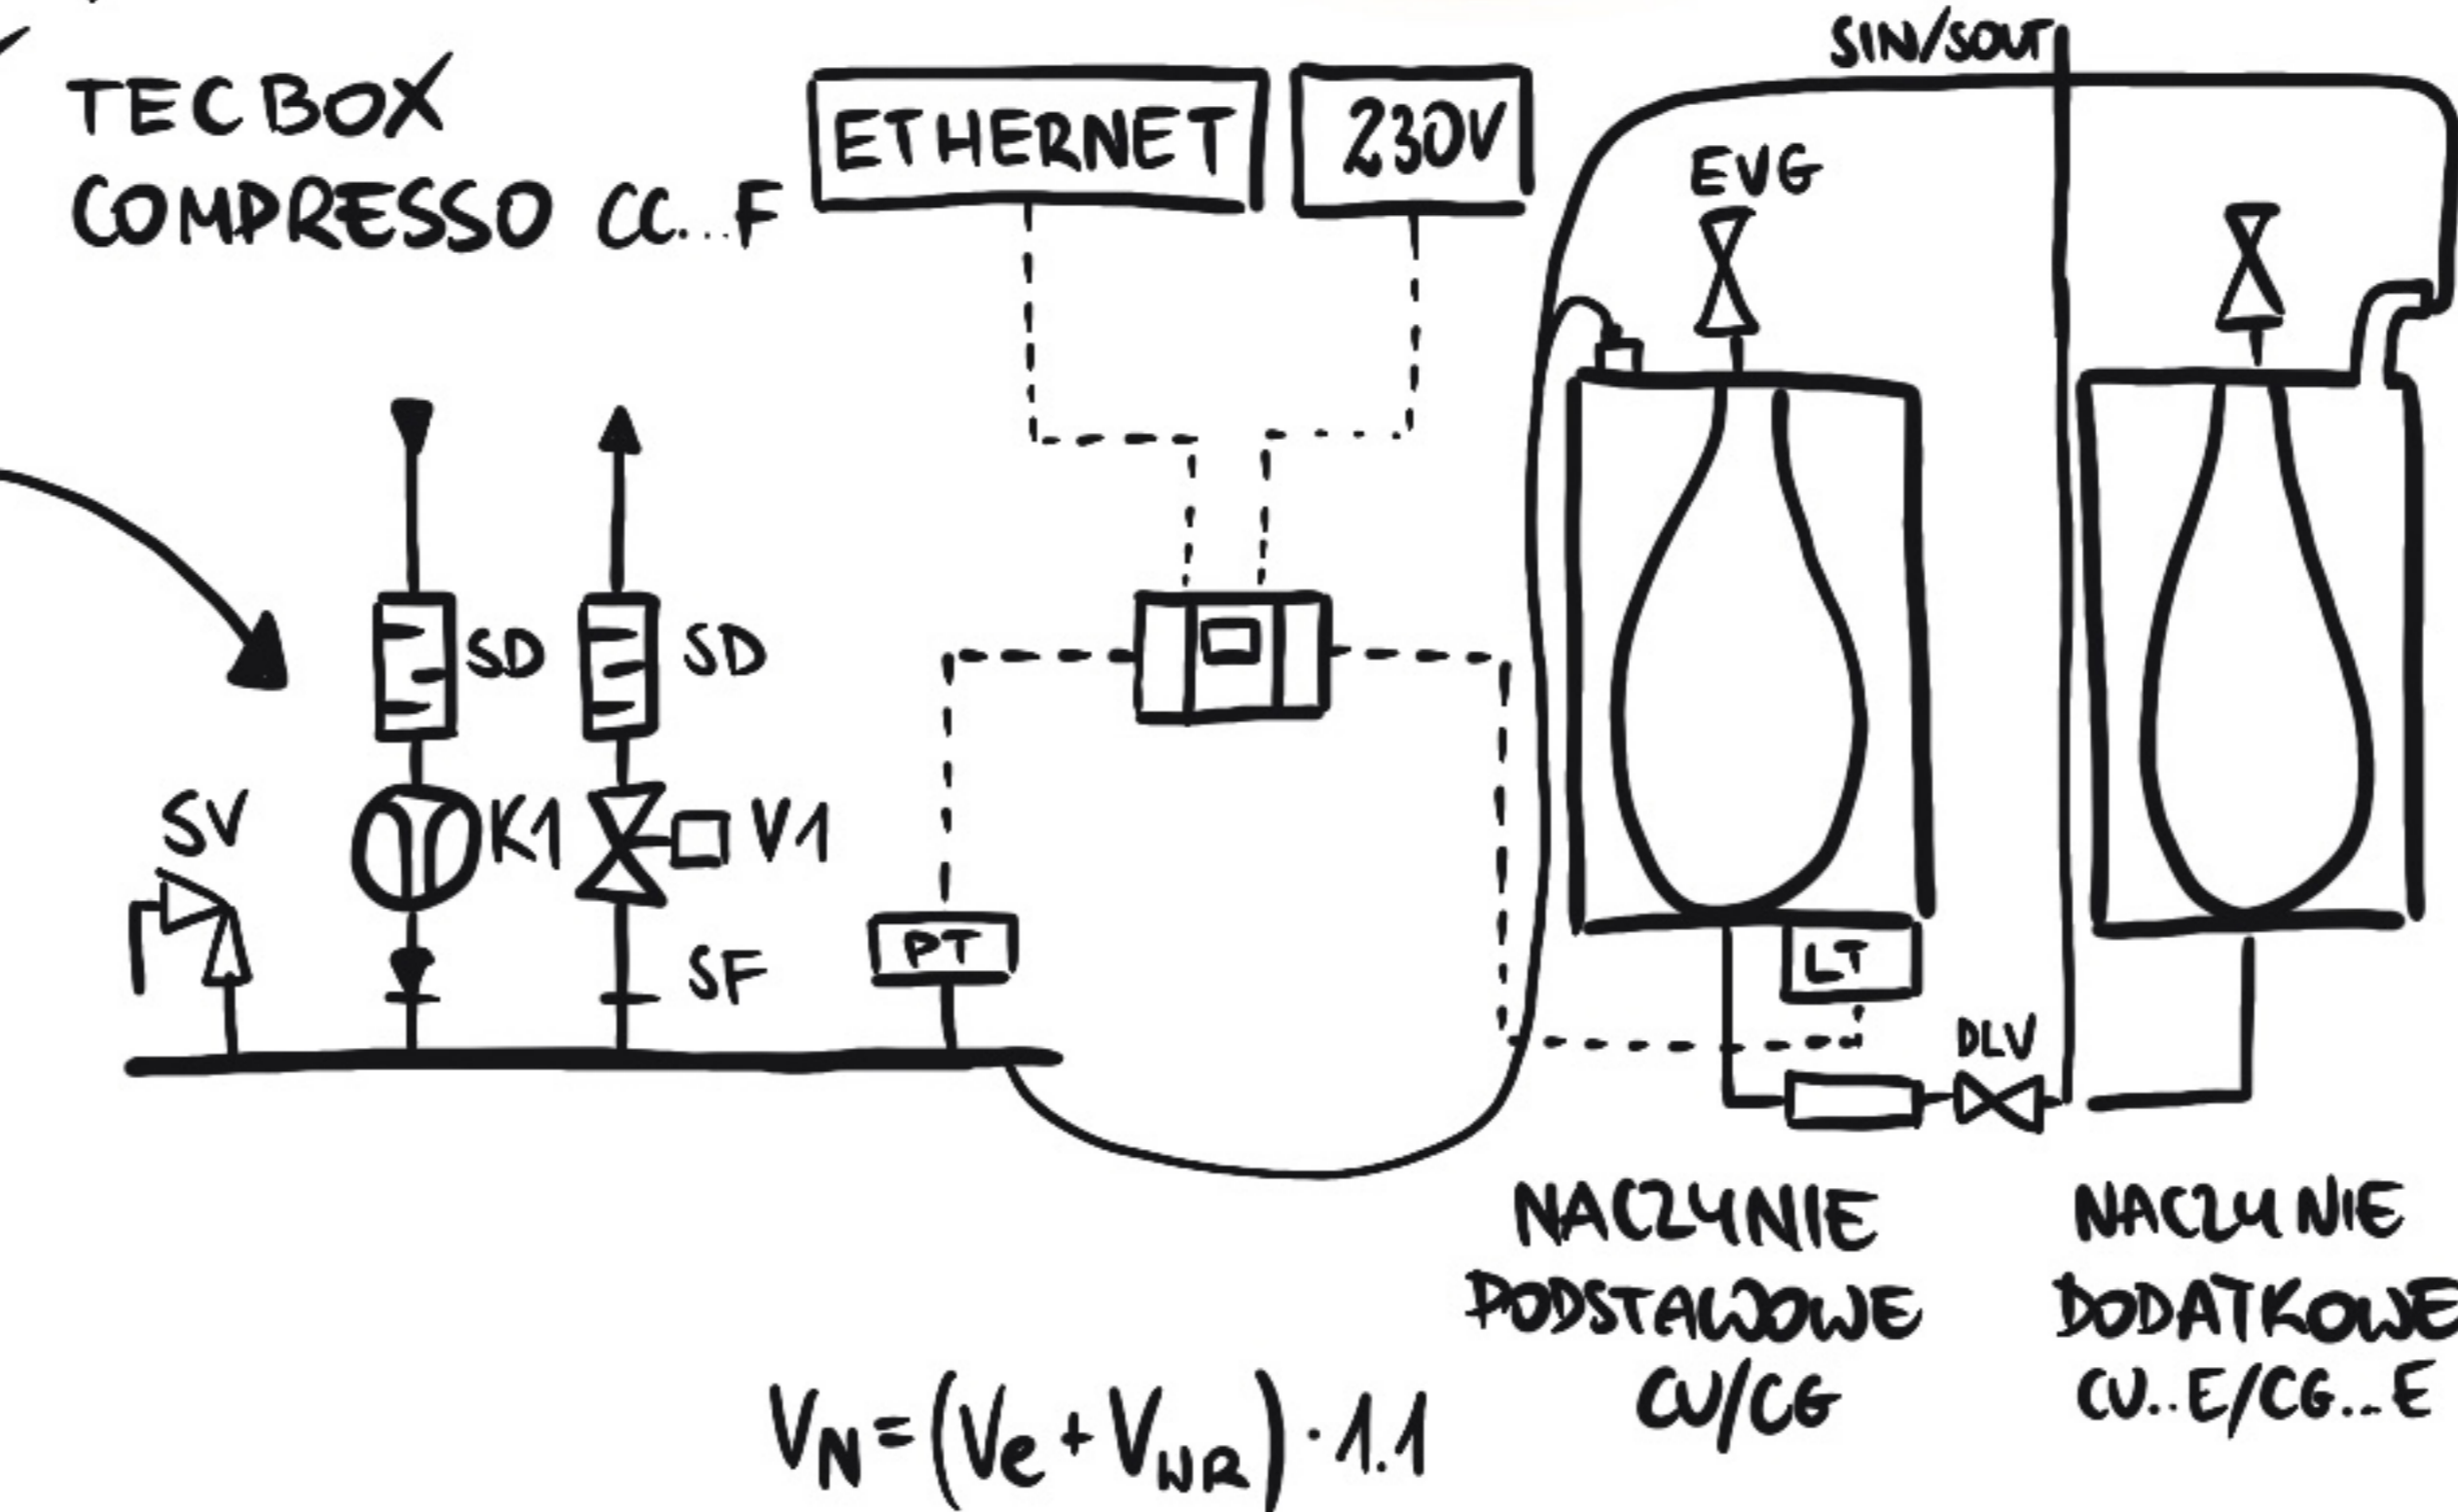 TECBOX
COMPRESSO CC...F
ETHERNET
230V
SIN/SOUT
EVG
SD
SD
SV
K1
V1
SF
PT
LT
DLV
NACZYNIE
PODSTAWOWE
CU/CG
NACZYNIE
DODATKOWE
CU..E/CG...E
VN=(Ve+VWR)·1.1